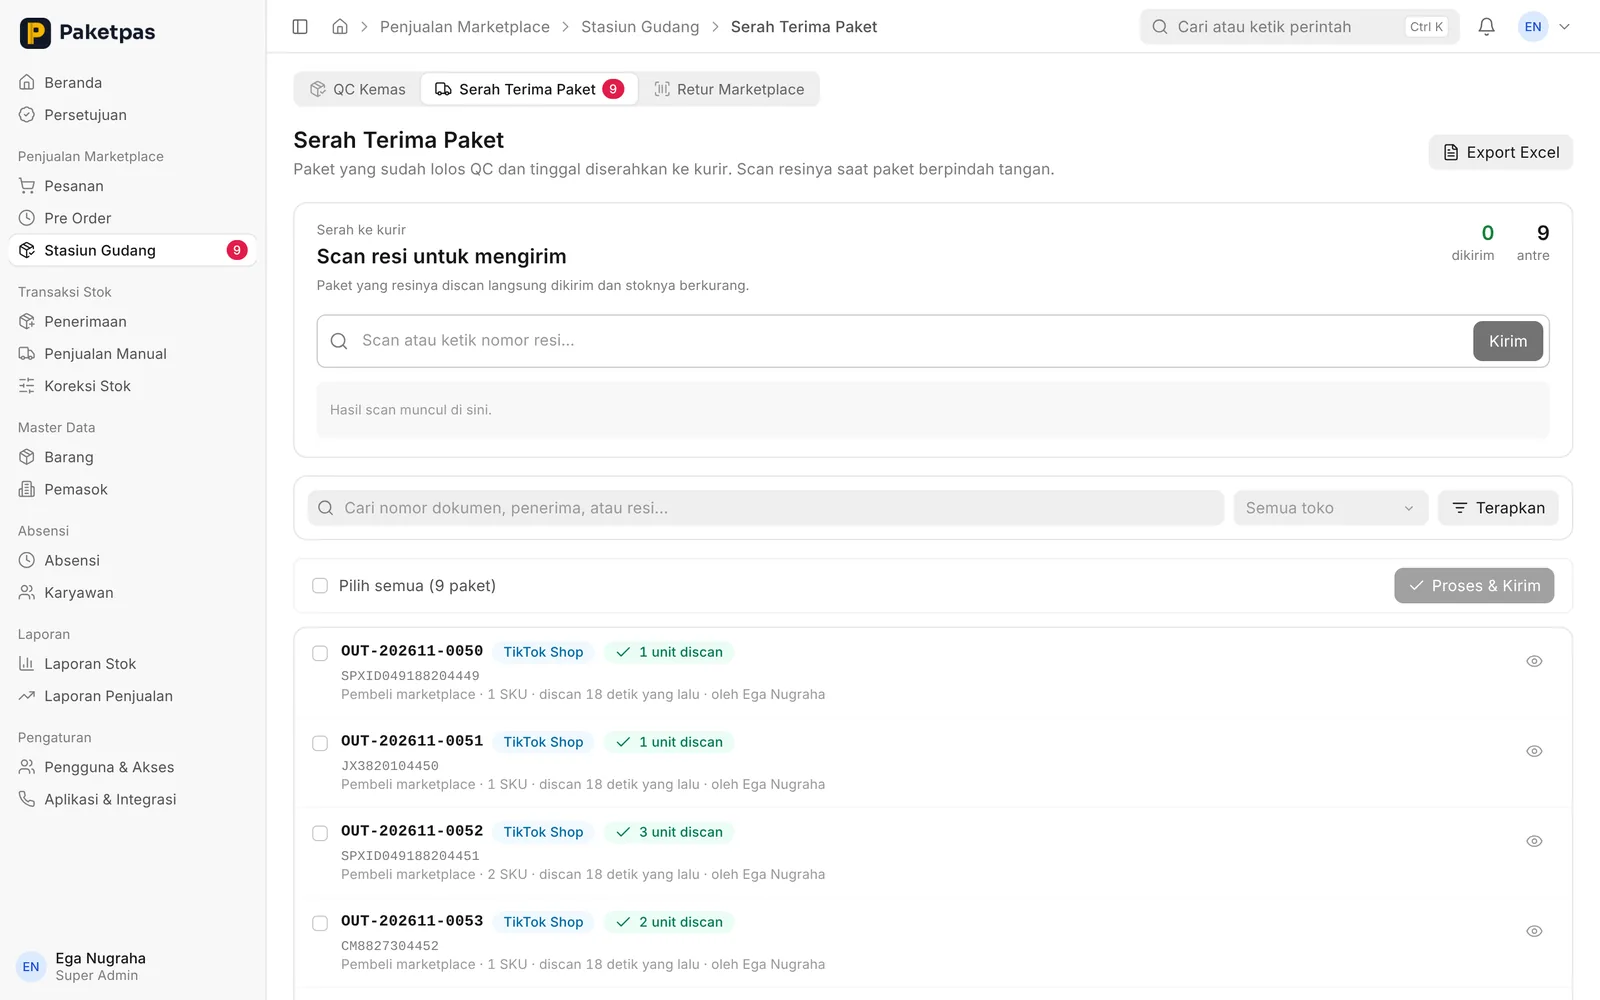 Paketpas
Beranda
Persetujuan
Penjualan Marketplace
Pesanan
Pre Order
Stasiun Gudang 9
Transaksi Stok
Penerimaan
Penjualan Manual
Koreksi Stok
Master Data
Barang
Pemasok
Absensi
Absensi
Karyawan
Laporan
Laporan Stok
Laporan Penjualan
Pengaturan
Pengguna & Akses
Aplikasi & Integrasi
EN Ega Nugraha
Super Admin
Penjualan Marketplace > Stasiun Gudang > Serah Terima Paket
Cari atau ketik perintah Ctrl K
EN
QC Kemas Serah Terima Paket 9 Retur Marketplace
Serah Terima Paket
Paket yang sudah lolos QC dan tinggal diserahkan ke kurir. Scan resinya saat paket berpindah tangan.
Export Excel
Serah ke kurir
Scan resi untuk mengirim
Paket yang resinya discan langsung dikirim dan stoknya berkurang.
0 9
dikirim antre
Scan atau ketik nomor resi...
Kirim
Hasil scan muncul di sini.
Cari nomor dokumen, penerima, atau resi...
Semua toko
Terapkan
Pilih semua (9 paket)
Proses & Kirim
OUT-202611-0050 TikTok Shop 1 unit discan
SPXID049188204449
Pembeli marketplace · 1 SKU · discan 18 detik yang lalu · oleh Ega Nugraha
OUT-202611-0051 TikTok Shop 1 unit discan
JX3820104450
Pembeli marketplace · 1 SKU · discan 18 detik yang lalu · oleh Ega Nugraha
OUT-202611-0052 TikTok Shop 3 unit discan
SPXID049188204451
Pembeli marketplace · 2 SKU · discan 18 detik yang lalu · oleh Ega Nugraha
OUT-202611-0053 TikTok Shop 2 unit discan
CM8827304452
Pembeli marketplace · 1 SKU · discan 18 detik yang lalu · oleh Ega Nugraha